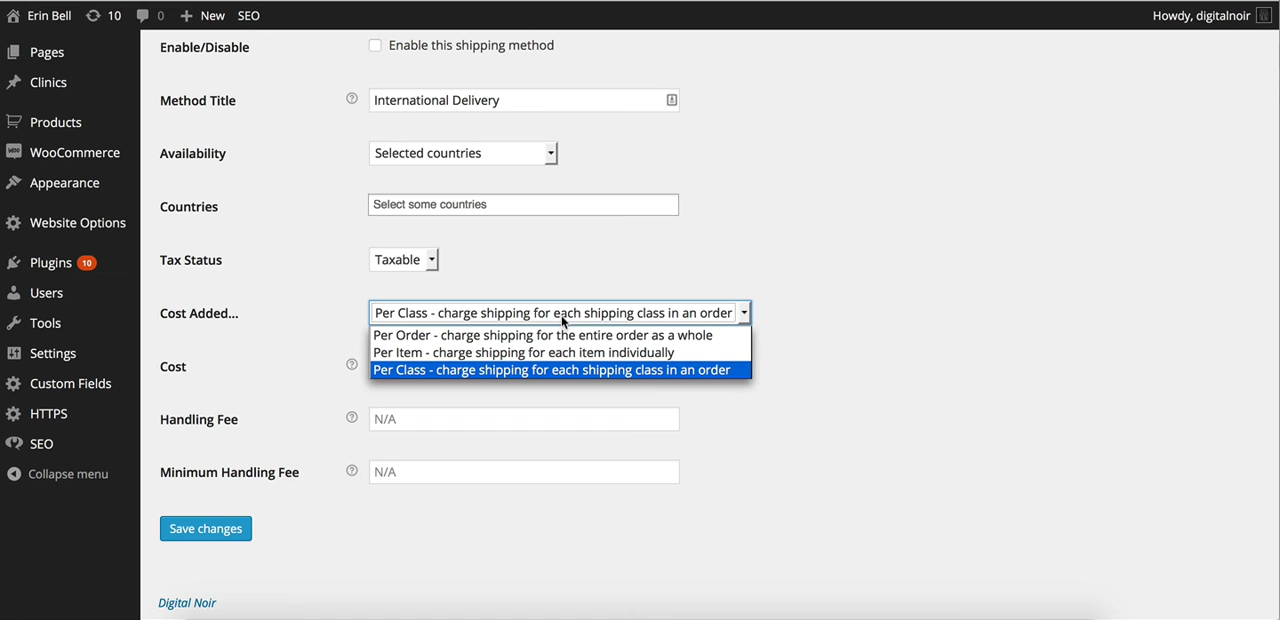 Erin Bell 10 0 New SEO Howdy, digitalnoir
Pages
Clinics
Products
WooCommerce
Appearance
Website Options
Plugins 10
Users
Tools
Settings
Custom Fields
HTTPS
SEO
Collapse menu
Enable/Disable Enable this shipping method
Method Title ? International Delivery
Availability Selected countries
Countries Select some countries
Tax Status Taxable
Cost Added... Per Class - charge shipping for each shipping class in an order
Per Order - charge shipping for the entire order as a whole
Per Item - charge shipping for each item individually
Per Class - charge shipping for each shipping class in an order
Cost ?
Handling Fee ? N/A
Minimum Handling Fee ? N/A
Save changes
Digital Noir